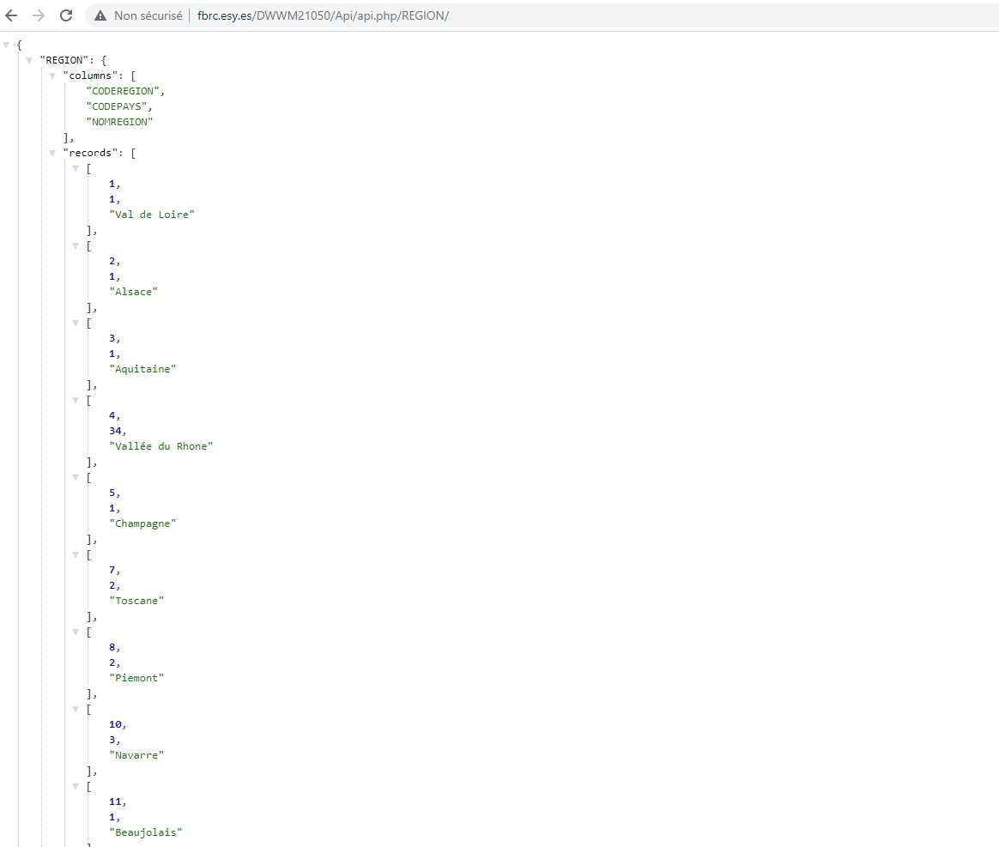 Non sécurisé | fbrc.esy.es/DWWM21050/Api/api.php/REGION/
{
"REGION": {
"columns": [
"CODEREGION",
"CODEPAYS",
"NOMREGION"
],
"records": [
[
1,
1,
"Val de Loire"
],
[
2,
1,
"Alsace"
],
[
3,
1,
"Aquitaine"
],
[
4,
34,
"Vallée du Rhone"
],
[
5,
1,
"Champagne"
],
[
7,
2,
"Toscane"
],
[
8,
2,
"Piemont"
],
[
10,
3,
"Navarre"
],
[
11,
1,
"Beaujolais"
]